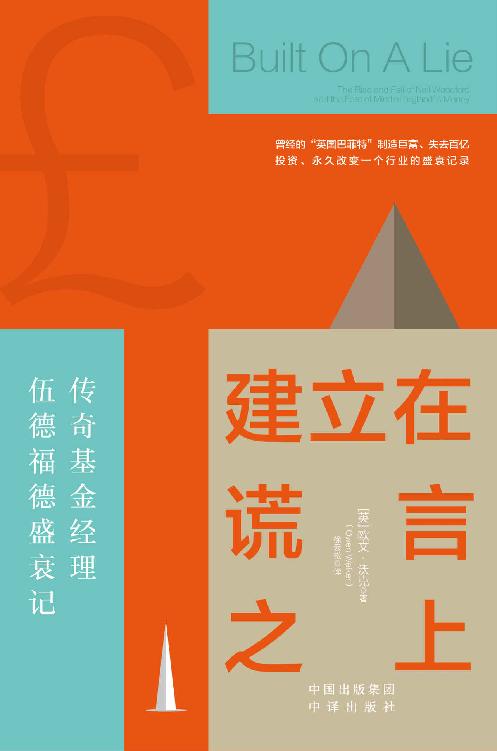 £
Built On A Lie
The Rise and Fall of Neil Woodford
and the Fate of Middle England's Money
曾经的“英国巴菲特”制造巨富、失去百亿
投资、永久改变一个行业的盛衰记录
建立在
谎言
之上
[英]欧文·沃克◎著
(Owen Walker)
中国出版集团
中译出版社
传奇基金经理
伍德福德盛衰记